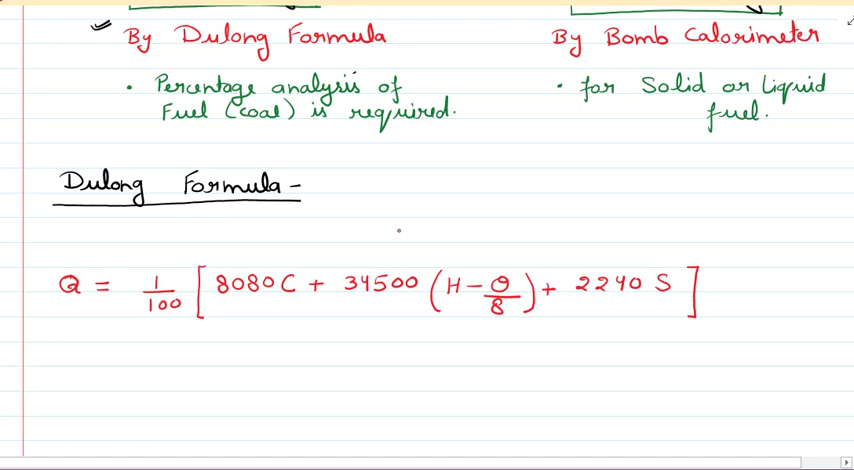 By Dulong Formula
• Percentage analysis of
Fuel (coal) is required.
By Bomb Calorimeter
• for Solid or Liquid
fuel.
Dulong Formula -
Q = 1/100 [ 8080 C + 34500 ( H - O/8 ) + 2240 S ]